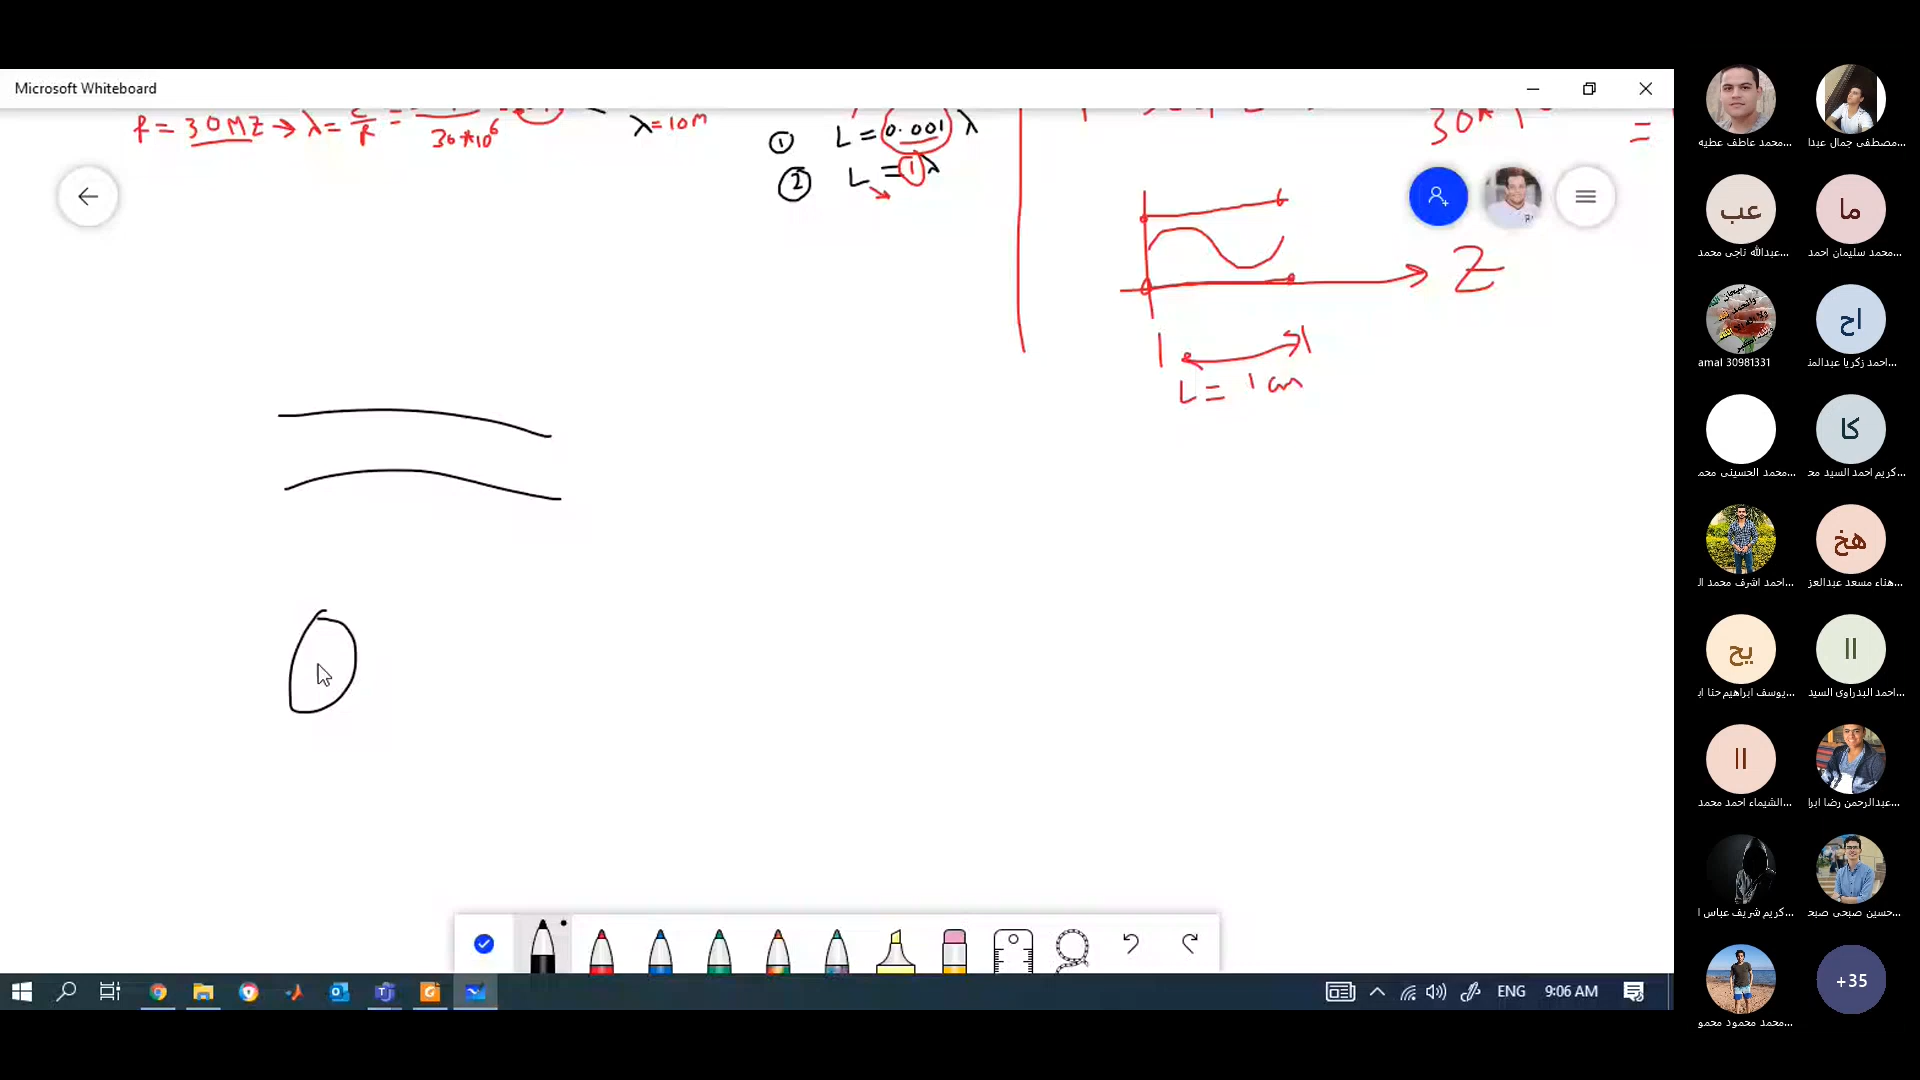 Microsoft Whiteboard
f = 30MZ → λ = c/f =
30*10⁶
λ = 10m
① L = 0.001 λ
② L = 1 λ
30*1
=
Z
L = 1 cm
محمد عاطف عطيه...
مصطفى جمال عبدا...
عب
ما
عبدالله ناجى محمد...
محمد سليمان احمد...
اح
amal 30981331
احمد زكريا عبدالمن...
كا
محمد الحسينى محم...
كريم احمد السيد مح...
هخ
احمد اشرف محمد ال...
هناء مسعد عبدالعز...
يح
اا
يوسف ابراهيم حنا اب...
احمد البدراوى السيد...
اا
الشيماء احمد محمد...
عبدالرحمن رضا ابرا...
كريم شريف عباس ا...
حسين صبحى صبح...
+35
محمد محمود محمو...
ENG
9:06 AM